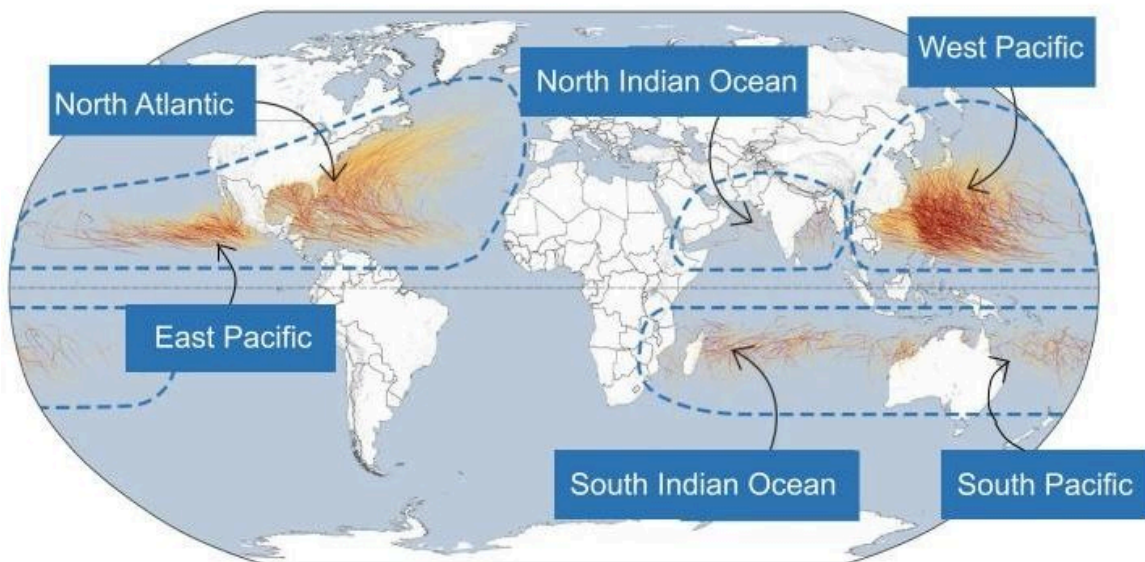 West Pacific
North Indian Ocean
North Atlantic
East Pacific
South Indian Ocean
South Pacific